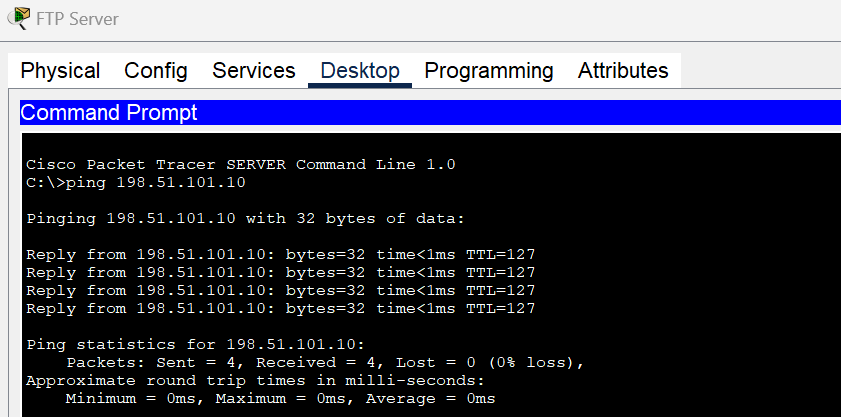 FTP Server
Physical Config Services Desktop Programming Attributes
Command Prompt
Cisco Packet Tracer SERVER Command Line 1.0
C:\>ping 198.51.101.10
Pinging 198.51.101.10 with 32 bytes of data:
Reply from 198.51.101.10: bytes=32 time<1ms TTL=127
Reply from 198.51.101.10: bytes=32 time<1ms TTL=127
Reply from 198.51.101.10: bytes=32 time<1ms TTL=127
Reply from 198.51.101.10: bytes=32 time<1ms TTL=127
Ping statistics for 198.51.101.10:
Packets: Sent = 4, Received = 4, Lost = 0 (0% loss),
Approximate round trip times in milli-seconds:
Minimum = 0ms, Maximum = 0ms, Average = 0ms